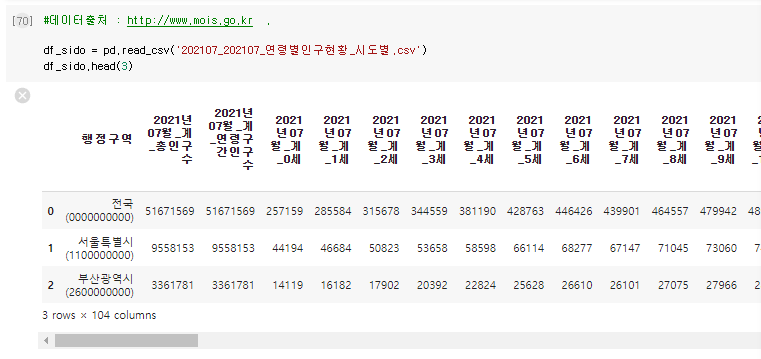 [70] #데이터출처 : http://www.mois.go.kr .
df_sido = pd.read_csv('202107_202107_연령별인구현황_시도별.csv')
df_sido.head(3)
행정구역 2021년07월_계_총인구수 2021년07월_계_연령구간인구수 2021년07월_계_0세 2021년07월_계_1세 2021년07월_계_2세 2021년07월_계_3세 2021년07월_계_4세 2021년07월_계_5세 2021년07월_계_6세 2021년07월_계_7세 2021년07월_계_8세 2021년07월_계_9세
0 전국 (0000000000) 51671569 51671569 257159 285584 315678 344559 381190 428763 446426 439901 464557 479942 48
1 서울특별시 (1100000000) 9558153 9558153 44194 46684 50823 53658 58598 66114 68277 67147 71045 73060 7
2 부산광역시 (2600000000) 3361781 3361781 14119 16182 17902 20392 22824 25628 26610 26101 27075 27966 2
3 rows × 104 columns